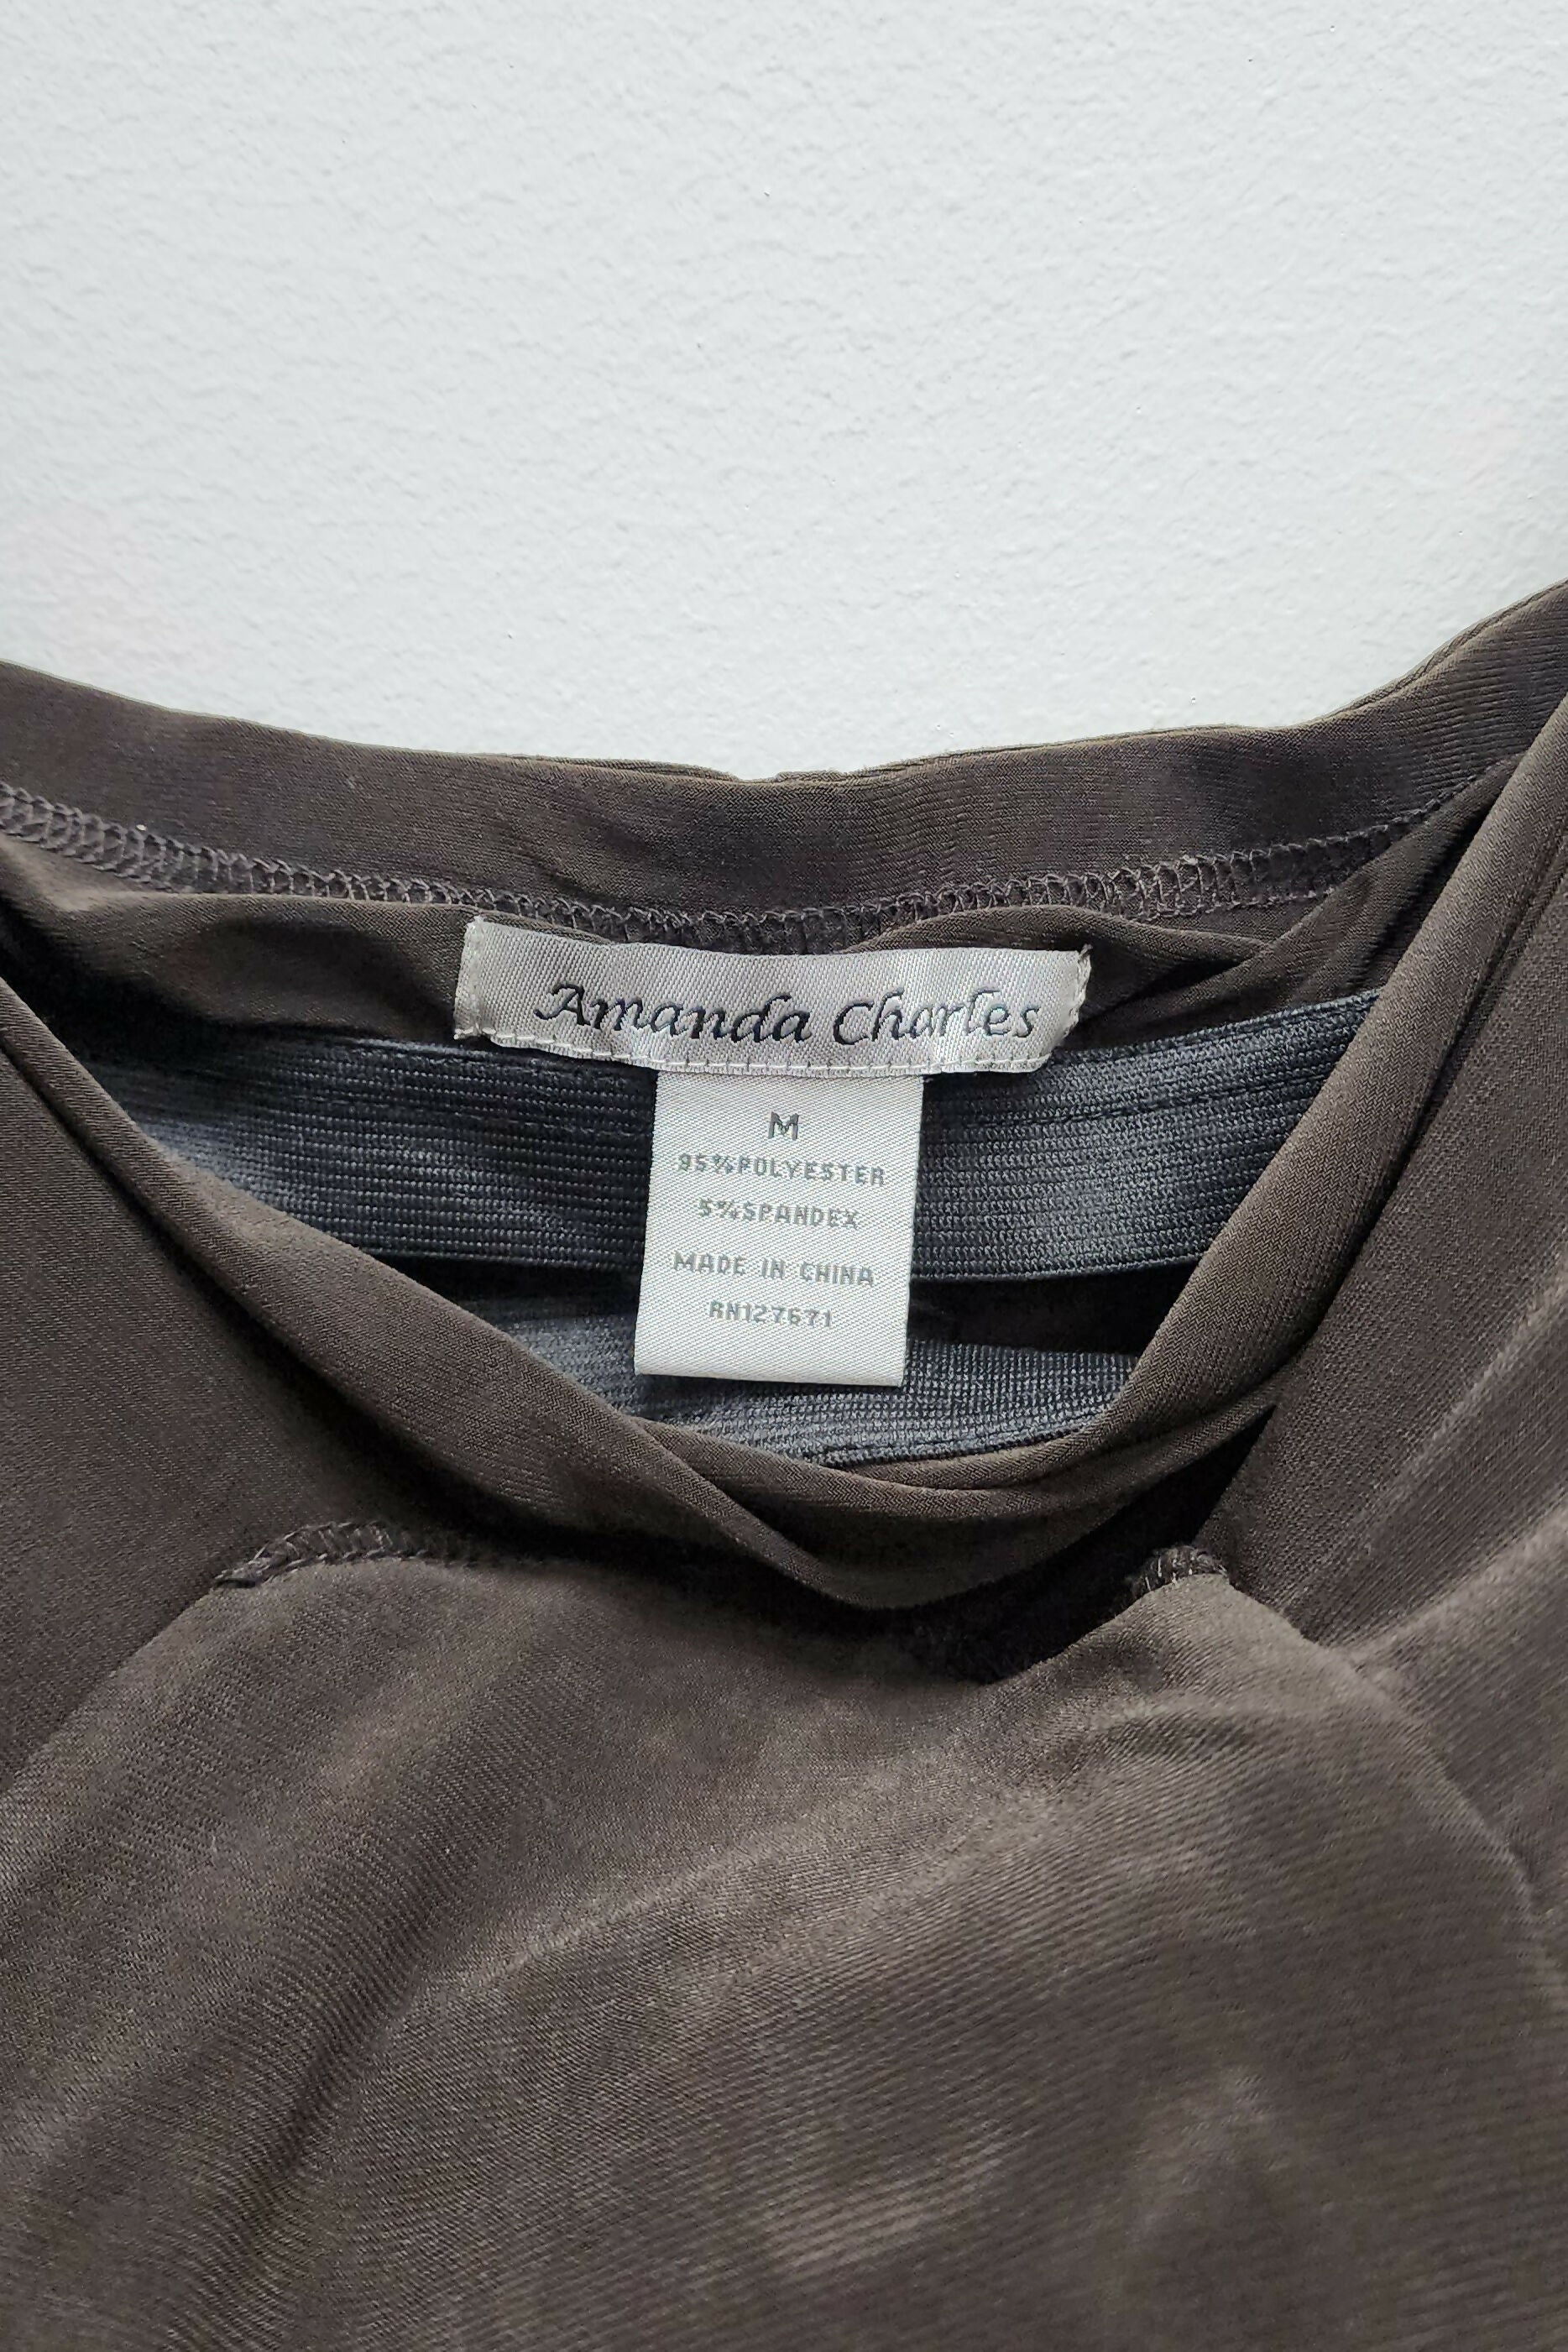 Amanda Charles
M
95%POLYESTER
5%SPANDEX
MADE IN CHINA
RN127671